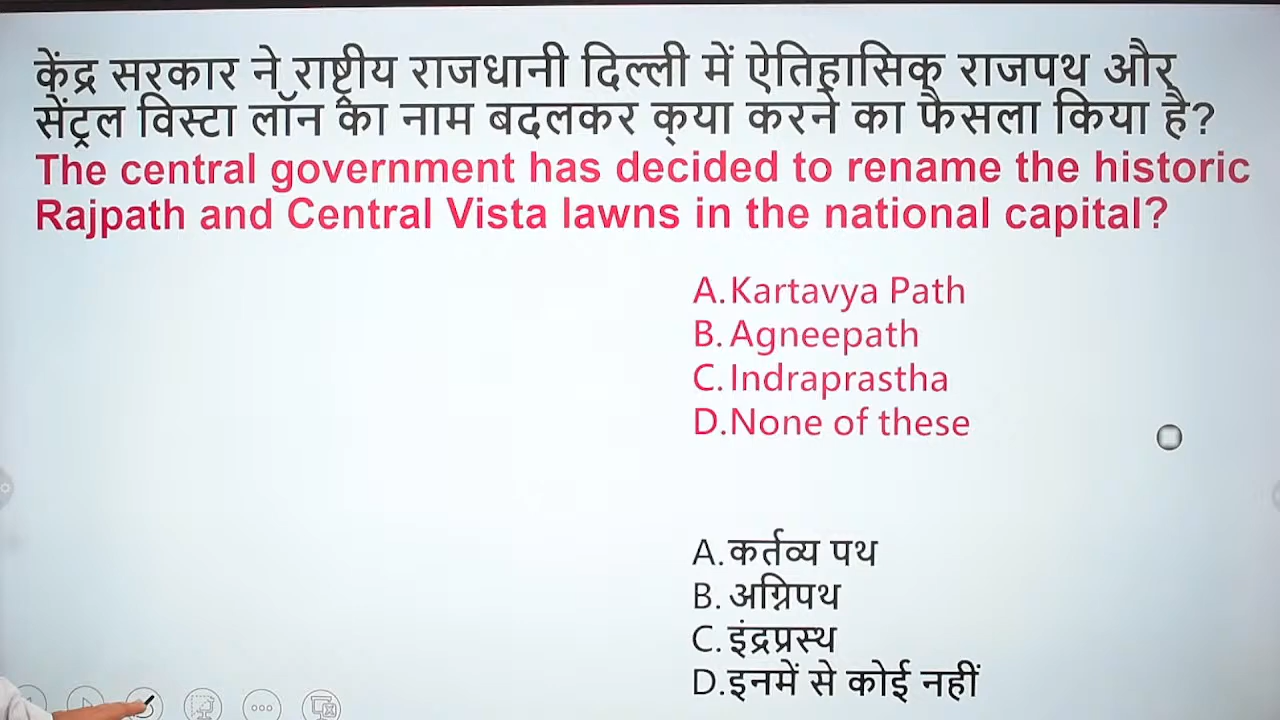 केंद्र सरकार ने राष्ट्रीय राजधानी दिल्ली में ऐतिहासिक राजपथ और
सेंट्रल विस्टा लॉन का नाम बदलकर क्या करने का फैसला किया है?
The central government has decided to rename the historic
Rajpath and Central Vista lawns in the national capital?
A.Kartavya Path
B. Agneepath
C. Indraprastha
D.None of these
A.कर्तव्य पथ
B. अग्निपथ
C. इंद्रप्रस्थ
D.इनमें से कोई नहीं